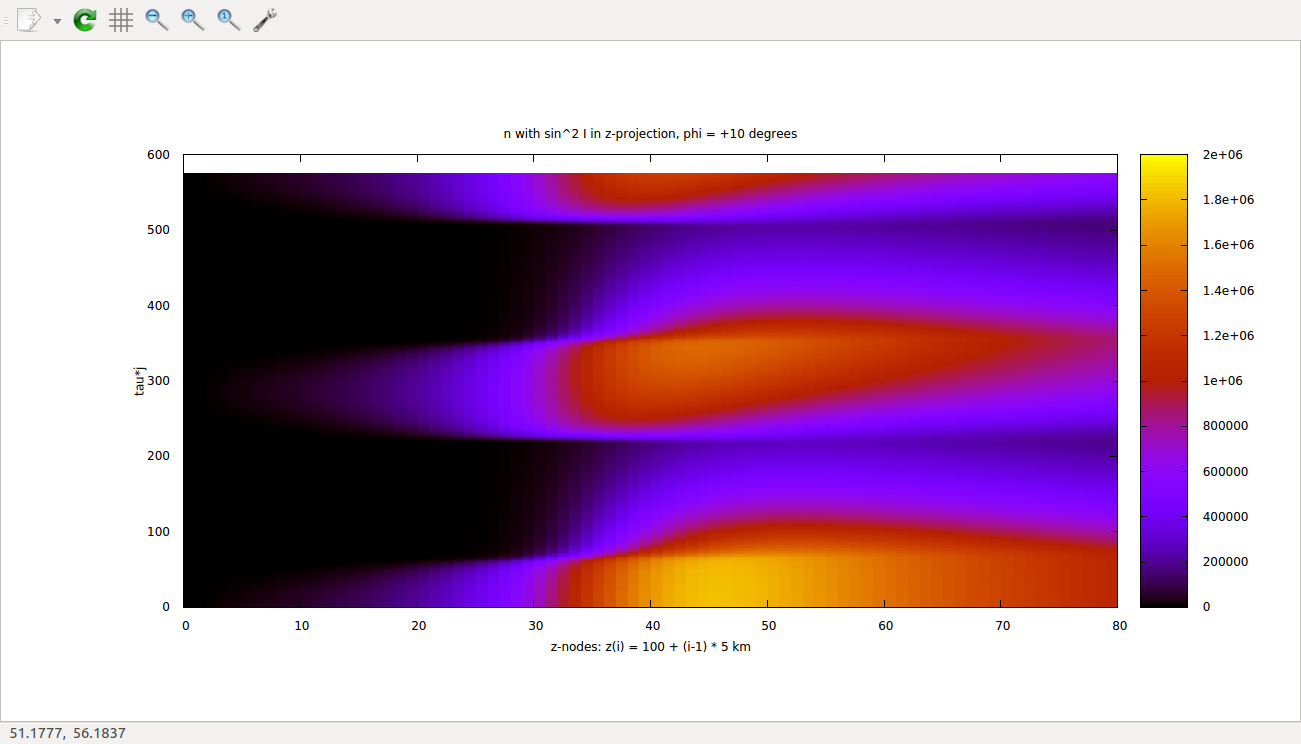 n with sin^2 I in z-projection, phi = +10 degrees
600
500
400
300
200
100
0
tau*j
0 10 20 30 40 50 60 70 80
z-nodes: z(i) = 100 + (i-1) * 5 km
2e+06
1.8e+06
1.6e+06
1.4e+06
1.2e+06
1e+06
800000
600000
400000
200000
0
51.1777, 56.1837